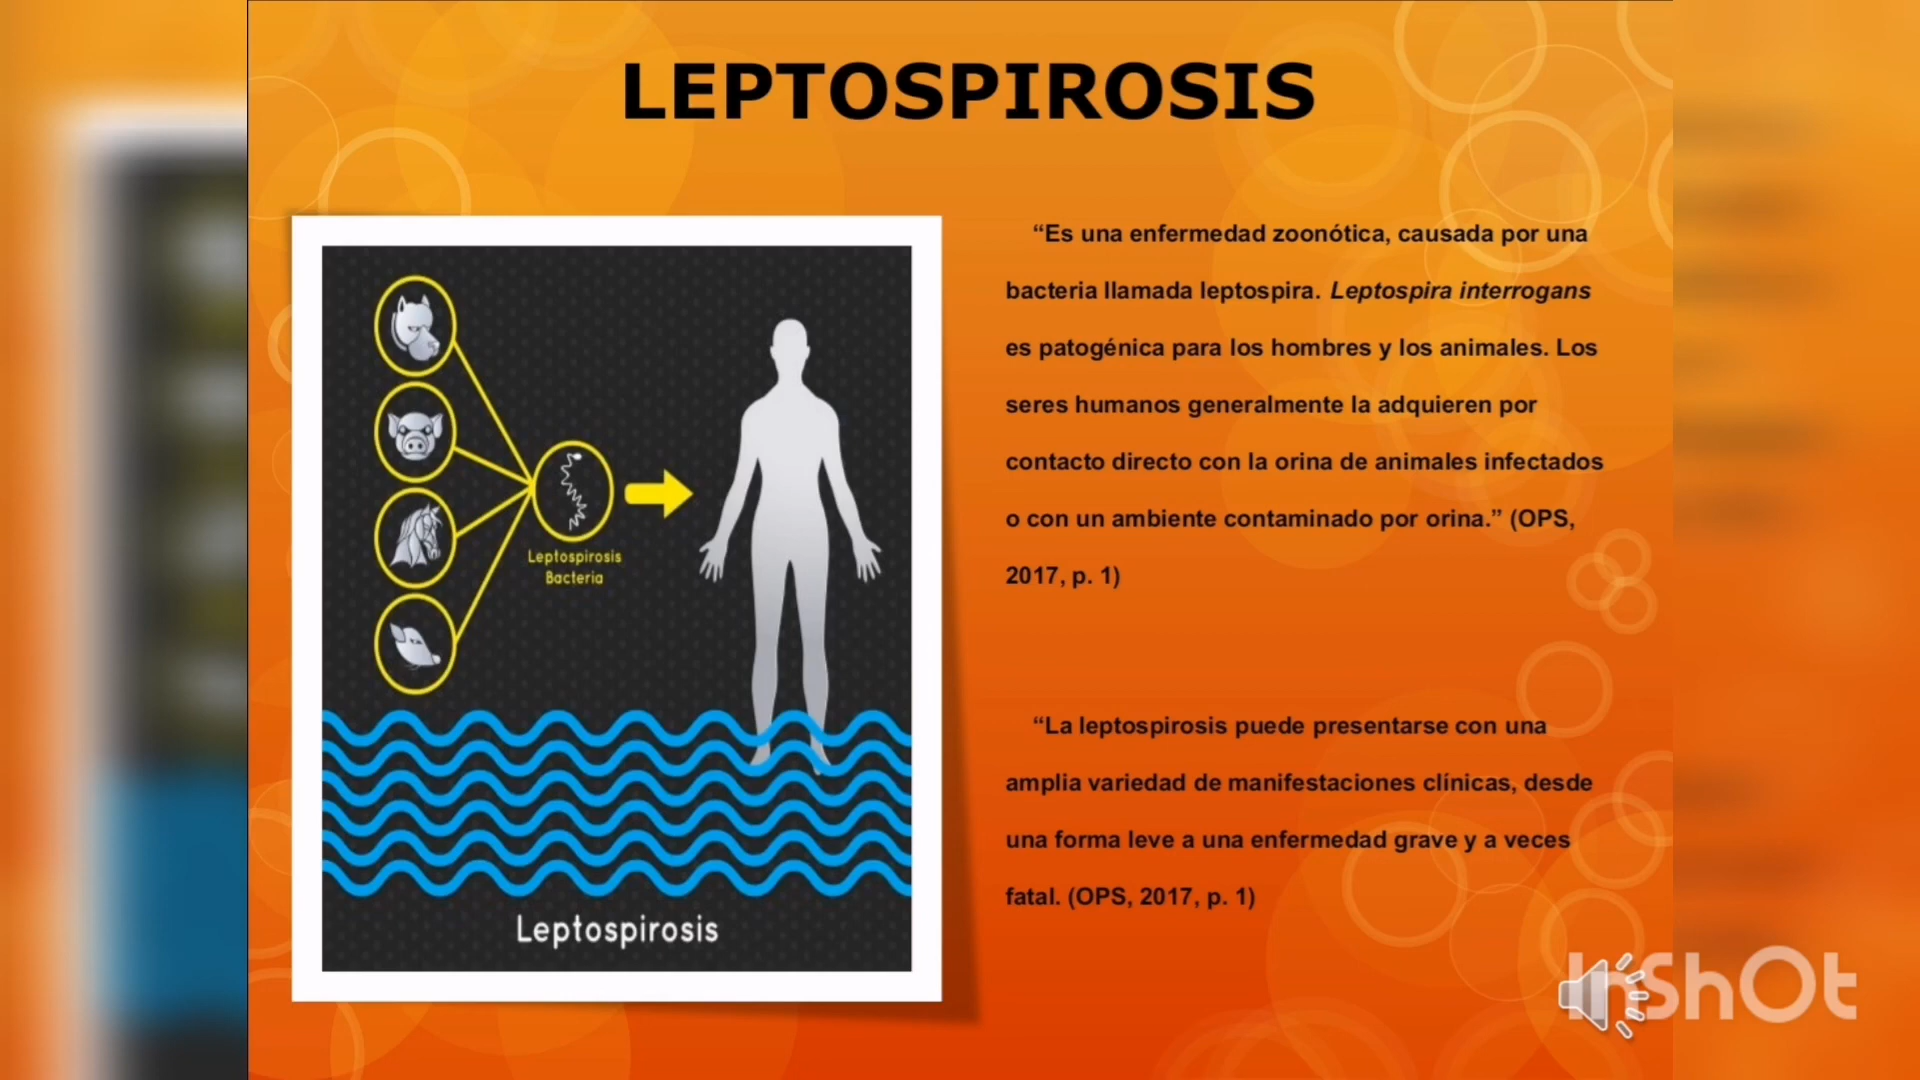 LEPTOSPIROSIS
“Es una enfermedad zoonótica, causada por una
bacteria llamada leptospira. Leptospira interrogans
es patogénica para los hombres y los animales. Los
seres humanos generalmente la adquieren por
contacto directo con la orina de animales infectados
o con un ambiente contaminado por orina.” (OPS,
2017, p. 1)
“La leptospirosis puede presentarse con una
amplia variedad de manifestaciones clínicas, desde
una forma leve a una enfermedad grave y a veces
fatal. (OPS, 2017, p. 1)
Leptospirosis
Bacteria
Leptospirosis
InShOt